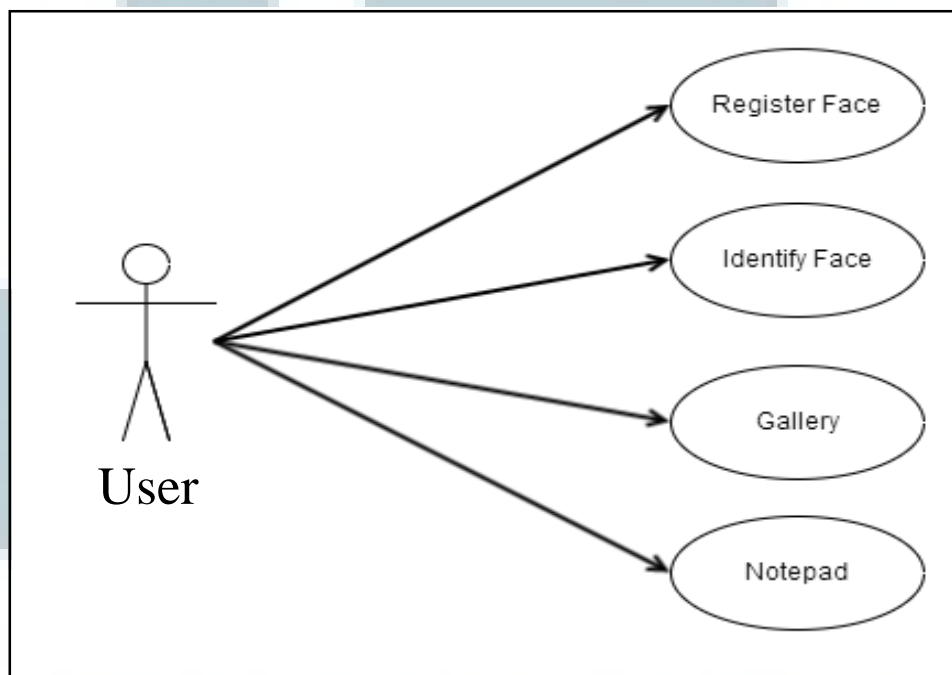 Register Face
Identify Face
Gallery
Notepad
User